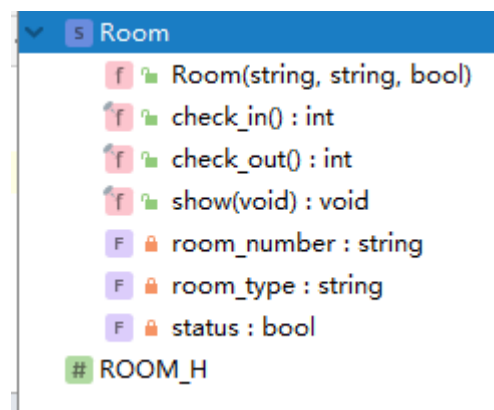 S Room
f Room(string, string, bool)
f check_in() : int
f check_out() : int
f show(void) : void
F room_number : string
F room_type : string
F status : bool
# ROOM_H